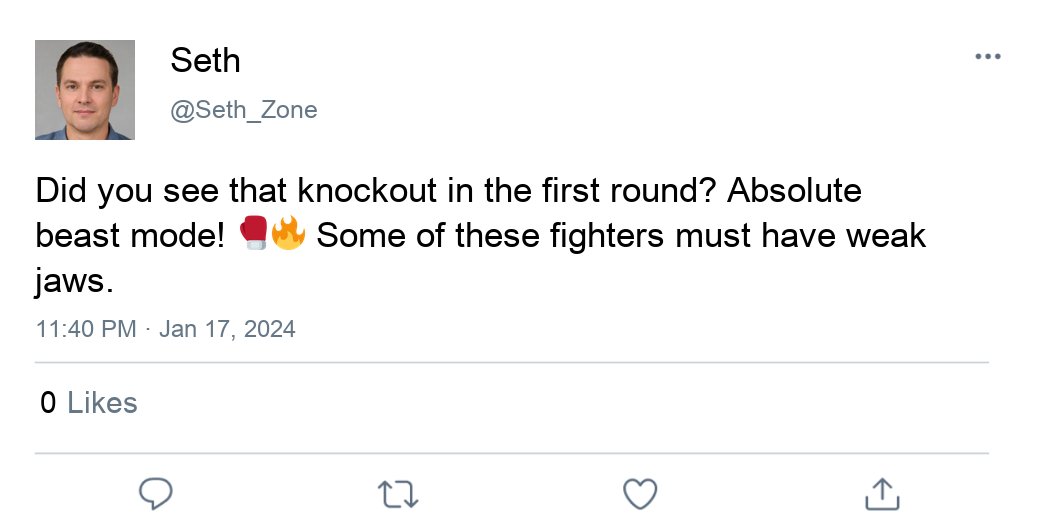 Seth
@Seth_Zone
Did you see that knockout in the first round? Absolute
beast mode! 🥊🔥 Some of these fighters must have weak
jaws.
11:40 PM · Jan 17, 2024
0 Likes